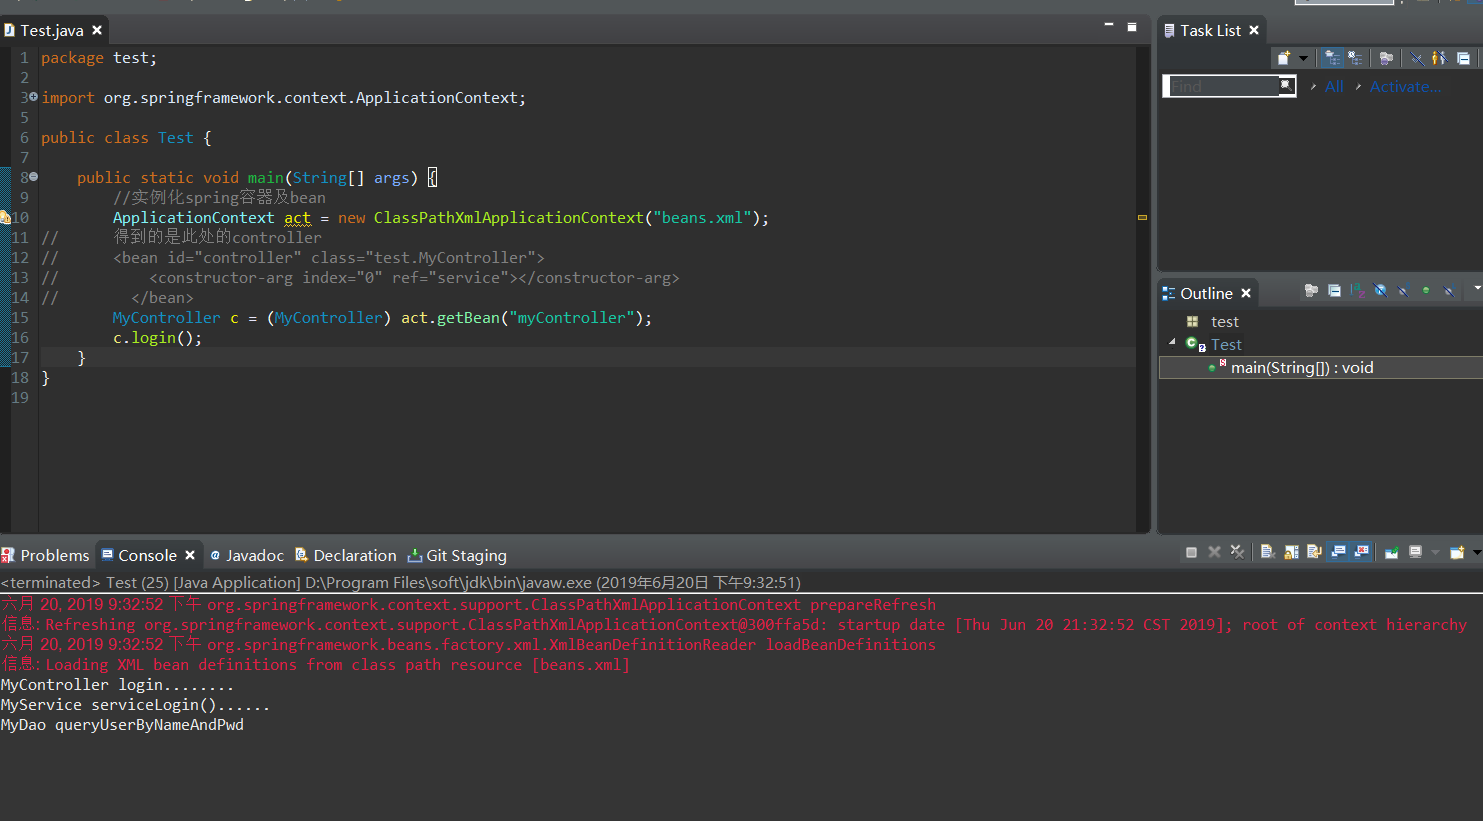 Test.java
1 package test;
2
3 import org.springframework.context.ApplicationContext;
5
6 public class Test {
7
8 public static void main(String[] args) {
9 //实例化spring容器及bean
10 ApplicationContext act = new ClassPathXmlApplicationContext("beans.xml");
11 // 得到的是此处的controller
12 // <bean id="controller" class="test.MyController">
13 // <constructor-arg index="0" ref="service"></constructor-arg>
14 // </bean>
15 MyController c = (MyController) act.getBean("myController");
16 c.login();
17 }
18 }
19
Task List
Find All Activate...
Outline
test
Test
main(String[]) : void
Problems Console Javadoc Declaration Git Staging
<terminated> Test (25) [Java Application] D:\Program Files\soft\jdk\bin\javaw.exe (2019年6月20日 下午9:32:51)
六月 20, 2019 9:32:52 下午 org.springframework.context.support.ClassPathXmlApplicationContext prepareRefresh
信息: Refreshing org.springframework.context.support.ClassPathXmlApplicationContext@300ffa5d: startup date [Thu Jun 20 21:32:52 CST 2019]; root of context hierarchy
六月 20, 2019 9:32:52 下午 org.springframework.beans.factory.xml.XmlBeanDefinitionReader loadBeanDefinitions
信息: Loading XML bean definitions from class path resource [beans.xml]
MyController login........
MyService serviceLogin()......
MyDao queryUserByNameAndPwd